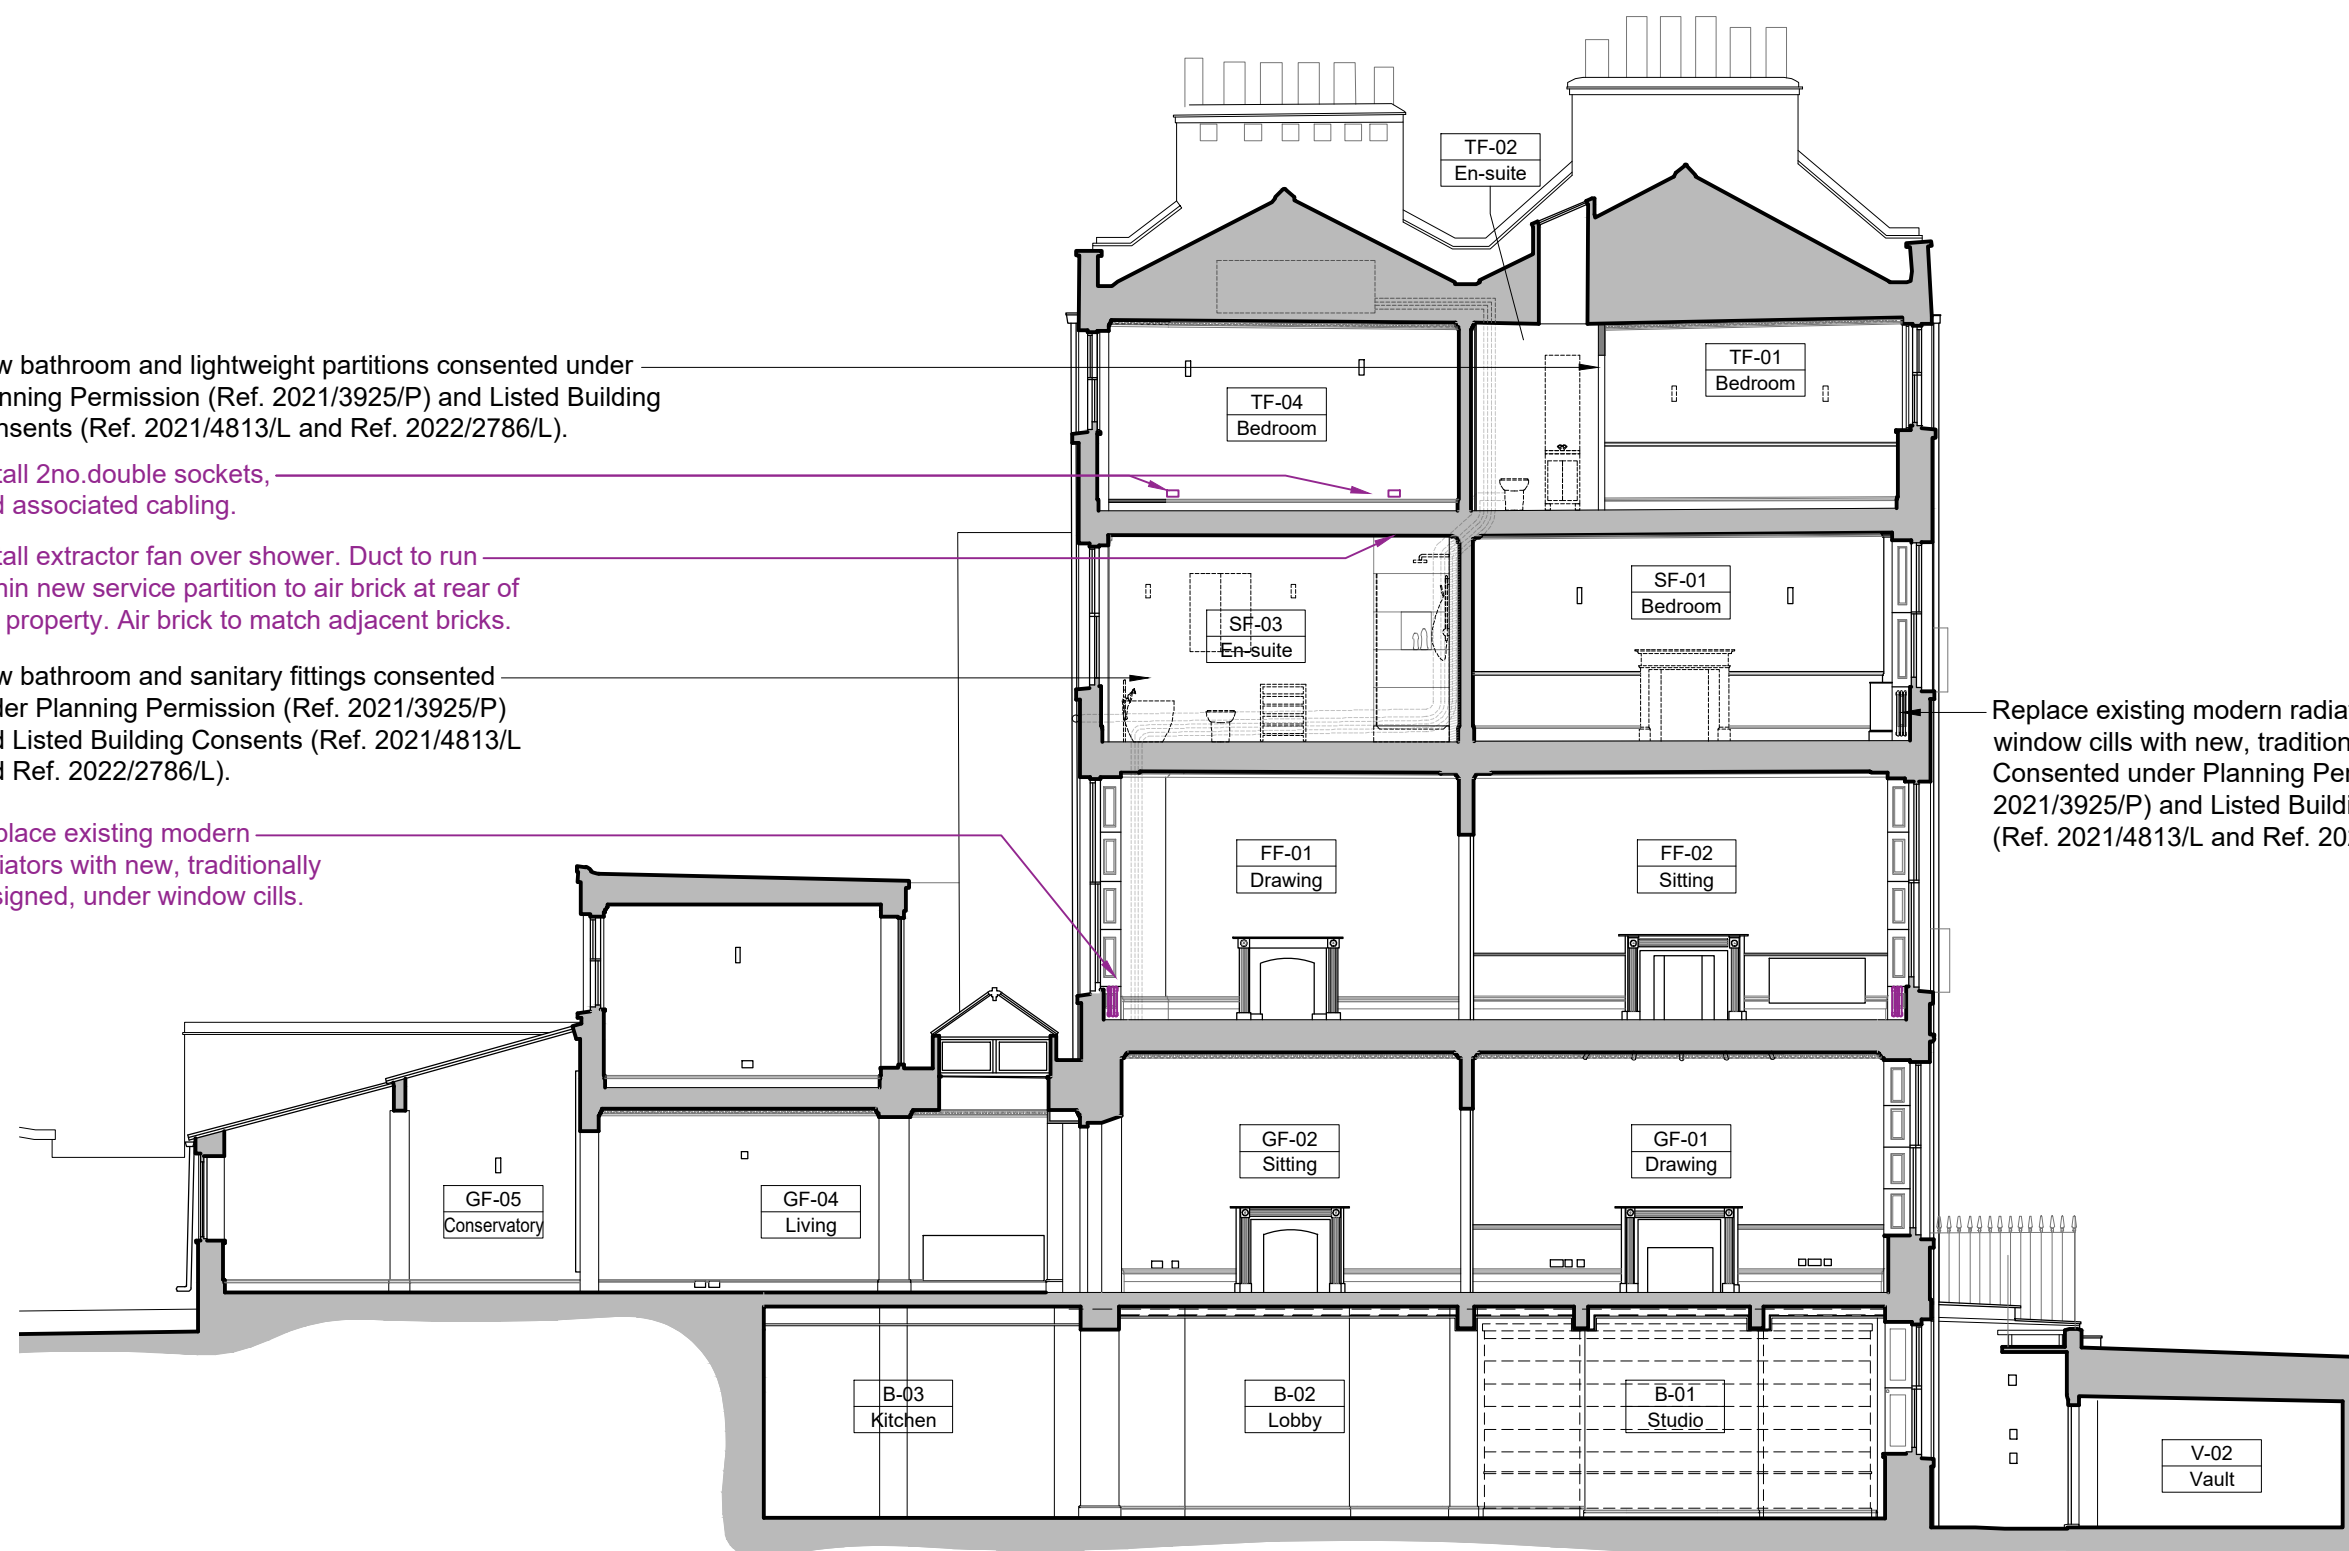 TF-02
En-suite
w bathroom and lightweight partitions consented under
nning Permission (Ref. 2021/3925/P) and Listed Building
nsents (Ref. 2021/4813/L and Ref. 2022/2786/L).
TF-01
Bedroom
TF-04
Bedroom
tall 2no.double sockets,
d associated cabling.
tall extractor fan over shower. Duct to run
hin new service partition to air brick at rear of
property. Air brick to match adjacent bricks.
SF-03
En-suite
SF-01
Bedroom
w bathroom and sanitary fittings consented
der Planning Permission (Ref. 2021/3925/P)
d Listed Building Consents (Ref. 2021/4813/L
d Ref. 2022/2786/L).
Replace existing modern radia
window cills with new, tradition
Consented under Planning Per
2021/3925/P) and Listed Buildi
(Ref. 2021/4813/L and Ref. 20
place existing modern
iators with new, traditionally
signed, under window cills.
FF-01
Drawing
FF-02
Sitting
GF-02
Sitting
GF-01
Drawing
GF-05
Conservatory
GF-04
Living
B-03
Kitchen
B-02
Lobby
B-01
Studio
V-02
Vault